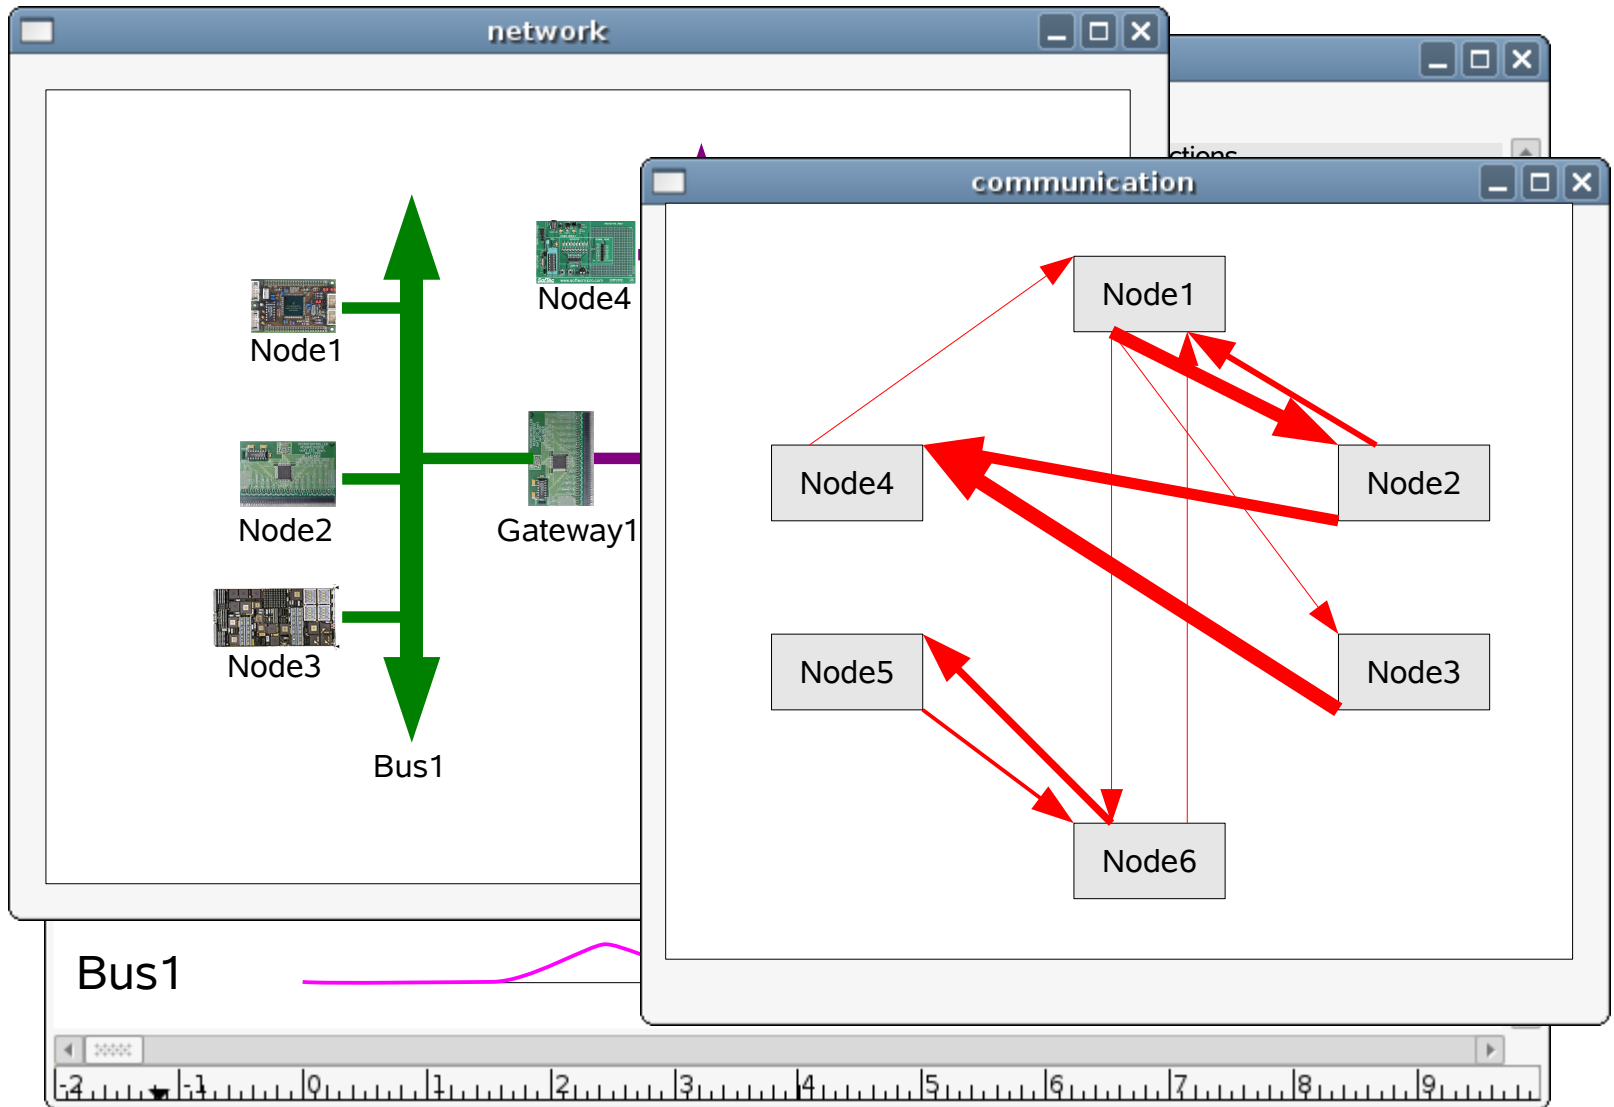 network
ctions
communication
Node4
Node1
Node2
Gateway1
Node3
Bus1
Node1
Node4
Node2
Node5
Node3
Node6
Bus1
-2 -1 0 1 2 3 4 5 6 7 8 9